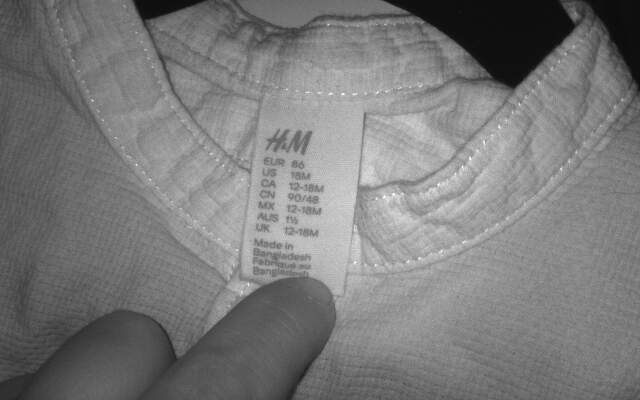 H&M
EUR 86
US 18M
CA 12-18M
CN 90/48
MX 12-18M
AUS 1½
UK 12-18M
Made in
Bangladesh
Fabriqué au
Bangladesh